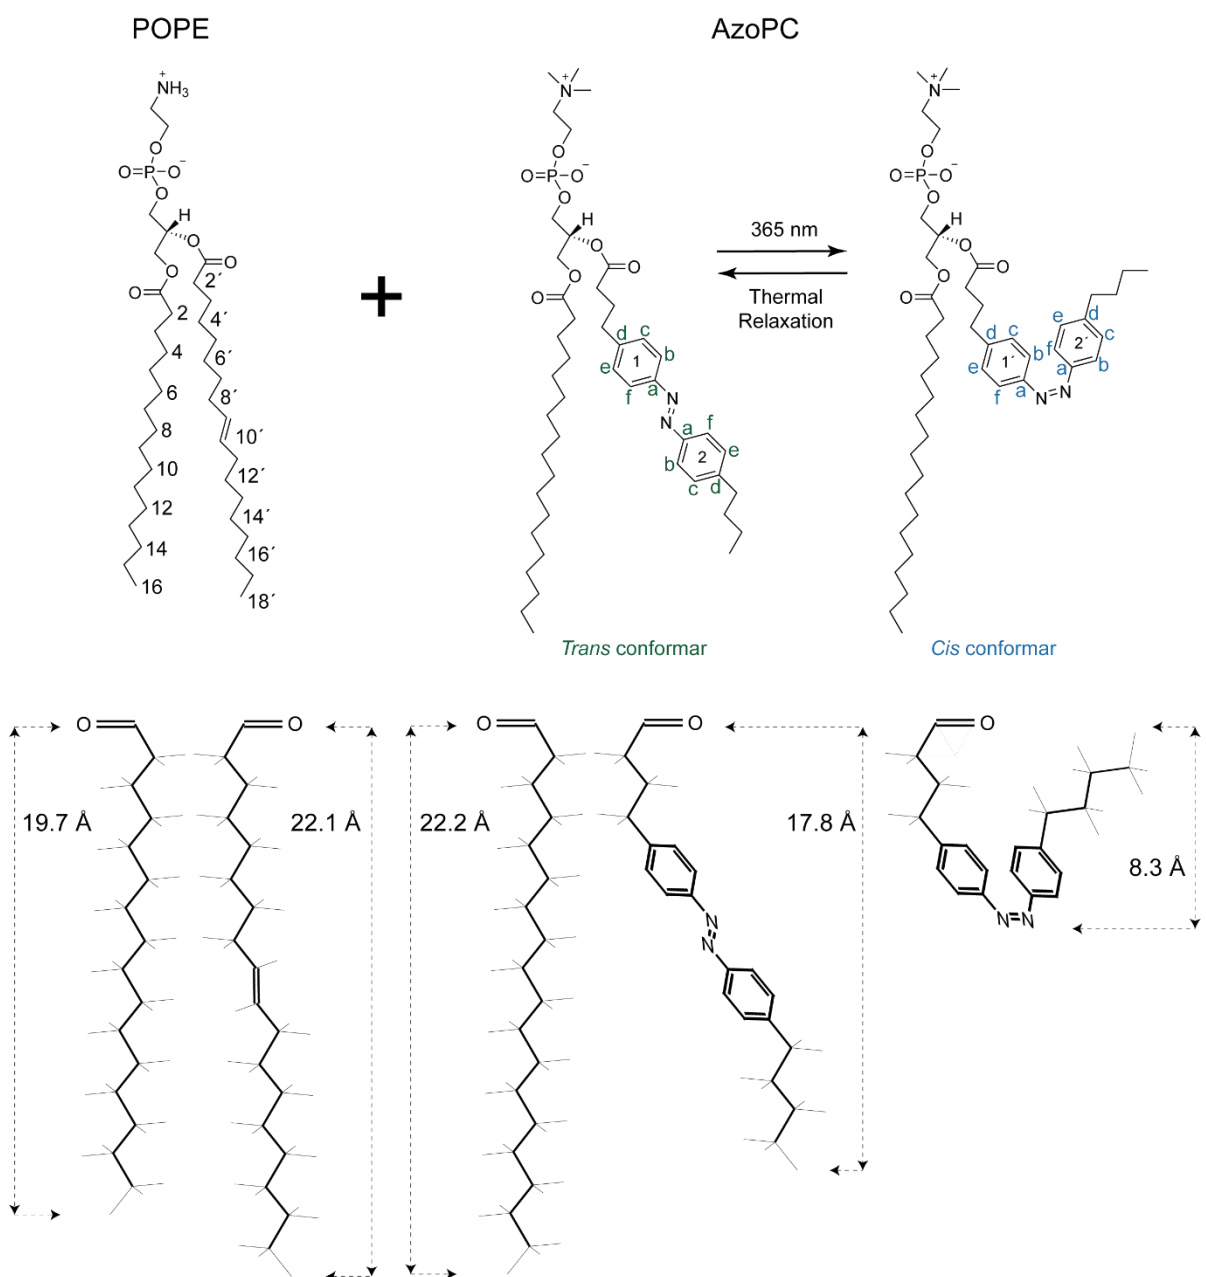 POPE
AzoPC
+
NH3
O
O=P–O−
O
H
O
O
O
O
2´
2
4´
4
6´
6
8´
8
10´
10
12´
12
14´
14
16´
16
18´
+
N
O
O=P–O−
O
H
O
O
O
O
d
c
1
b
e
f
a
N
N
a
f
b
2
e
c
d
365 nm
Thermal
Relaxation
+
N
O
O=P–O−
O
H
O
O
O
O
d
c
1´
b
e
f
a
N=N
e
d
f
2´
c
a
b
Trans conformar
Cis conformar
O
O
19.7 Å
22.1 Å
O
O
22.2 Å
17.8 Å
N
N
O
8.3 Å
N=N